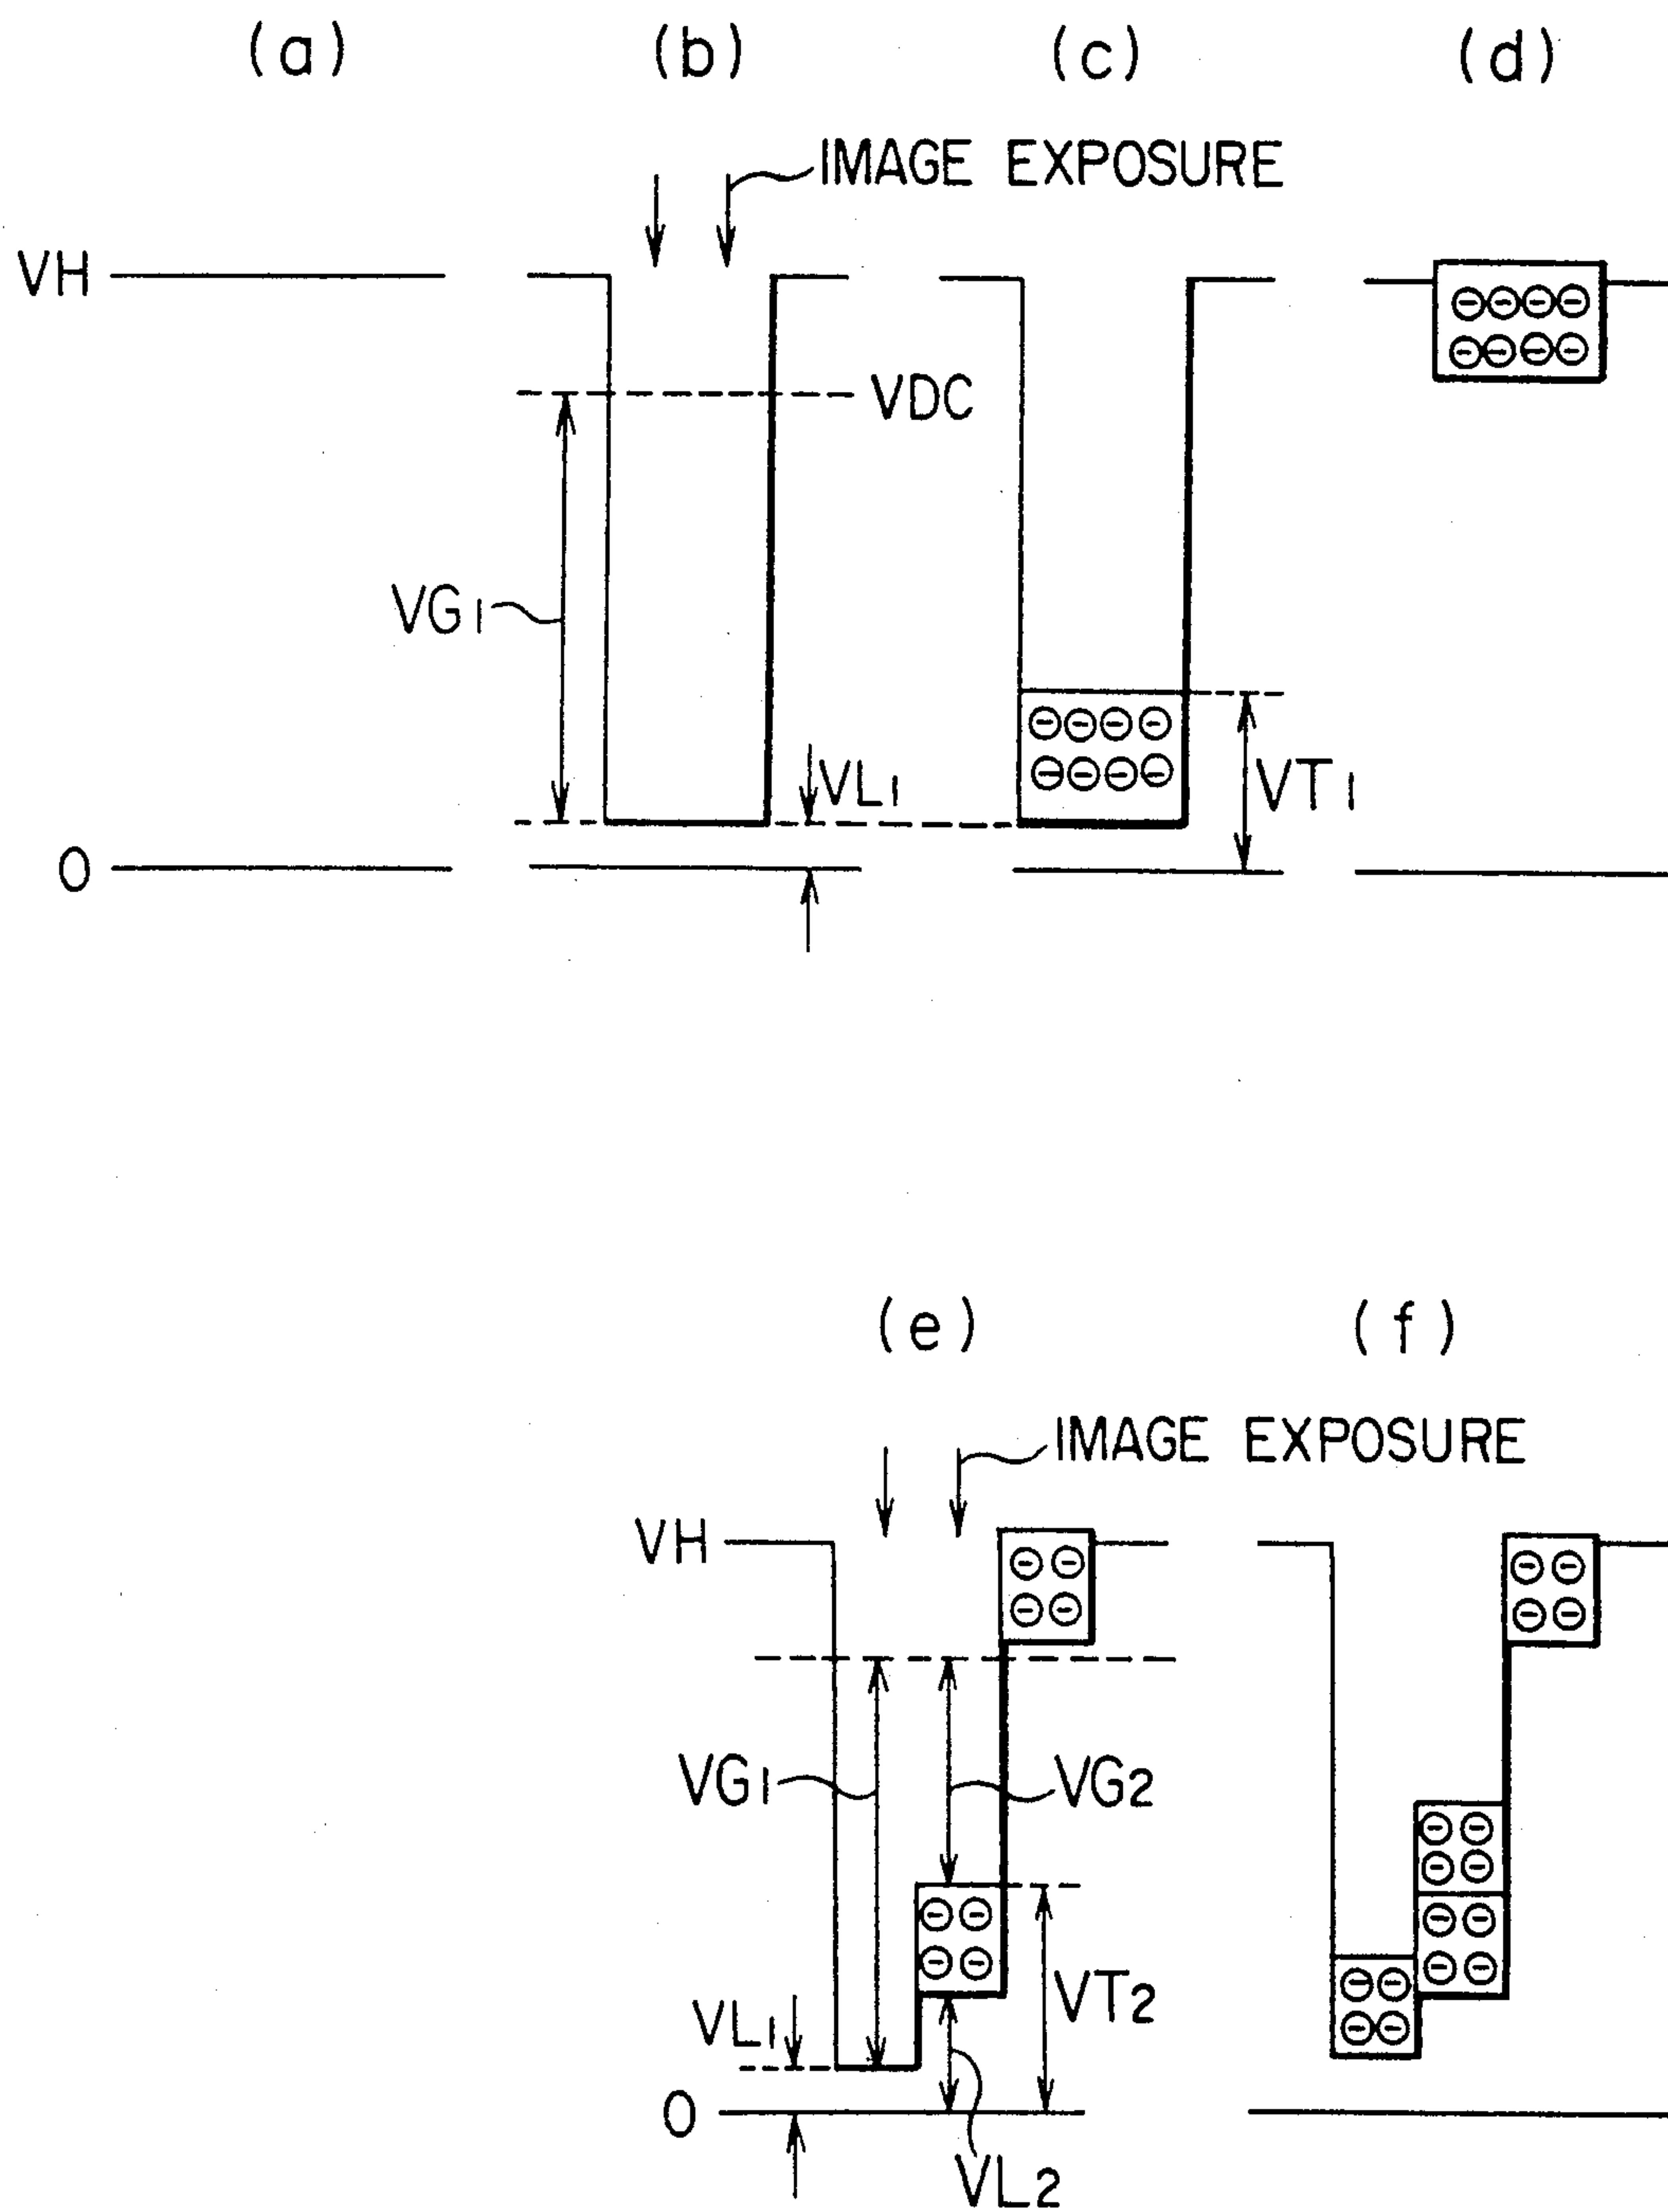 (a) (b) (c) (d)
IMAGE EXPOSURE
VH
VDC
VG1
VL1
VT1
0
(e) (f)
IMAGE EXPOSURE
VH
VG1
VG2
VL1
VT2
0
VL2